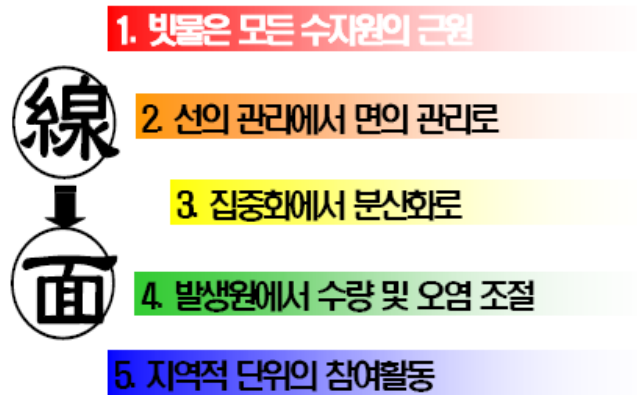 1. 빗물은 모든 수자원의 근원
線
2. 선의 관리에서 면의 관리로
3. 집중화에서 분산화로
面
4. 발생원에서 수량 및 오염 조절
5. 지역적 단위의 참여활동